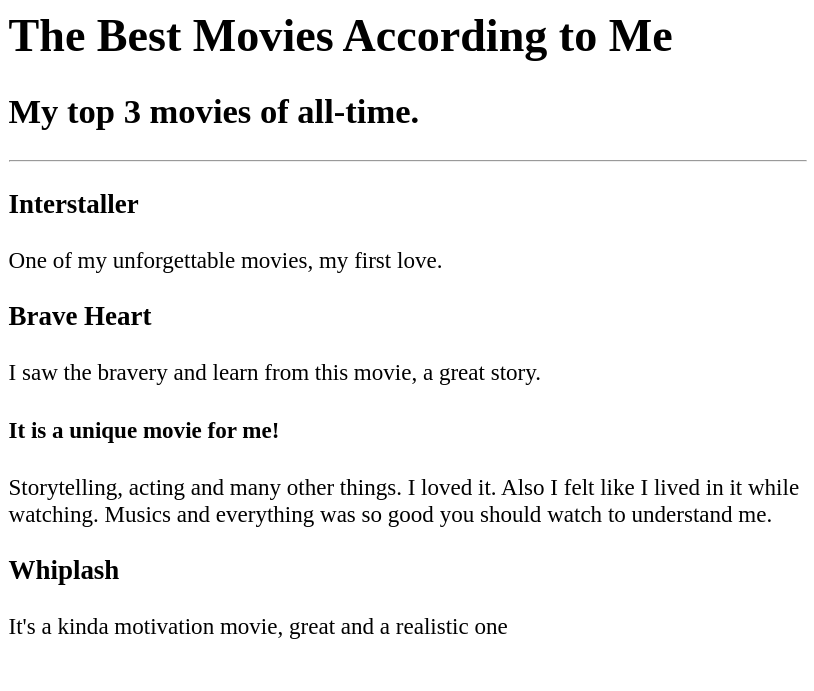 The Best Movies According to Me
My top 3 movies of all-time.
Interstaller
One of my unforgettable movies, my first love.
Brave Heart
I saw the bravery and learn from this movie, a great story.
It is a unique movie for me!
Storytelling, acting and many other things. I loved it. Also I felt like I lived in it while
watching. Musics and everything was so good you should watch to understand me.
Whiplash
It's a kinda motivation movie, great and a realistic one